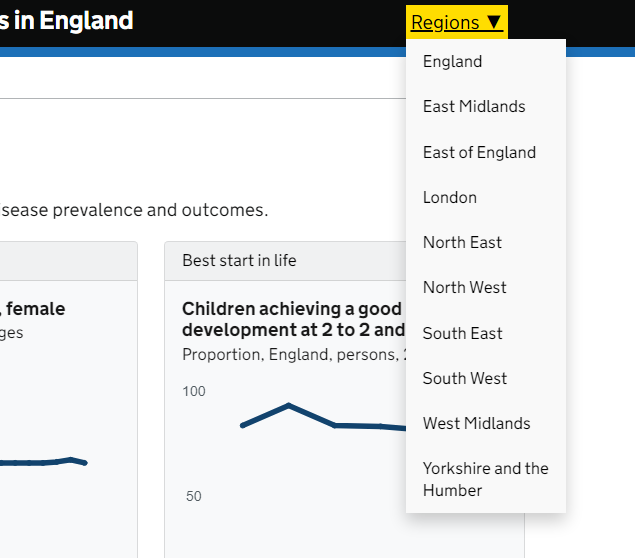 s in England
Regions ▼
England
East Midlands
East of England
London
North East
North West
South East
South West
West Midlands
Yorkshire and the
Humber
sease prevalence and outcomes.
, female
ges
Best start in life
Children achieving a good
development at 2 to 2 and
Proportion, England, persons,
100
50